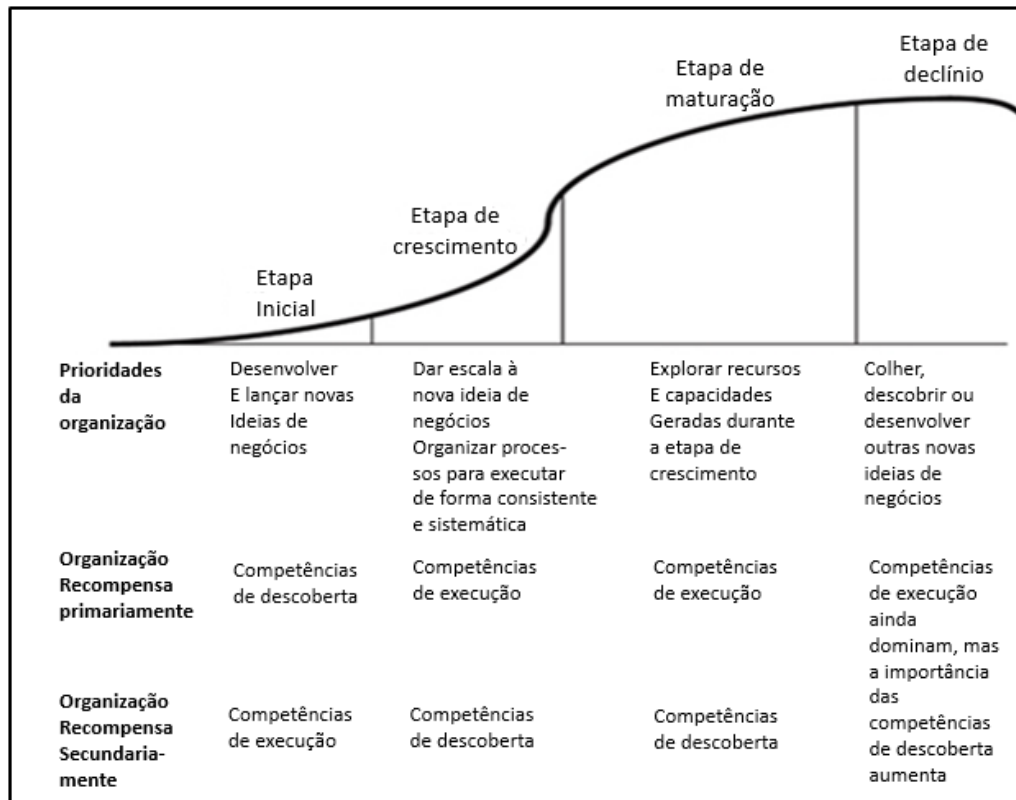 Etapa de
declínio
Etapa de
maturação
Etapa de
crescimento
Etapa
Inicial
Prioridades
da
organização
Desenvolver
E lançar novas
Ideias de
negócios
Dar escala à
nova ideia de
negócios
Organizar proces-
sos para executar
de forma consistente
e sistemática
Explorar recursos
E capacidades
Geradas durante
a etapa de
crescimento
Colher,
descobrir ou
desenvolver
outras novas
ideias de
negócios
Organização
Recompensa
primariamente
Competências
de descoberta
Competências
de execução
Competências
de execução
Competências
de execução
ainda
dominam, mas
a importância
das
competências
de descoberta
aumenta
Organização
Recompensa
Secundaria-
mente
Competências
de execução
Competências
de descoberta
Competências
de descoberta